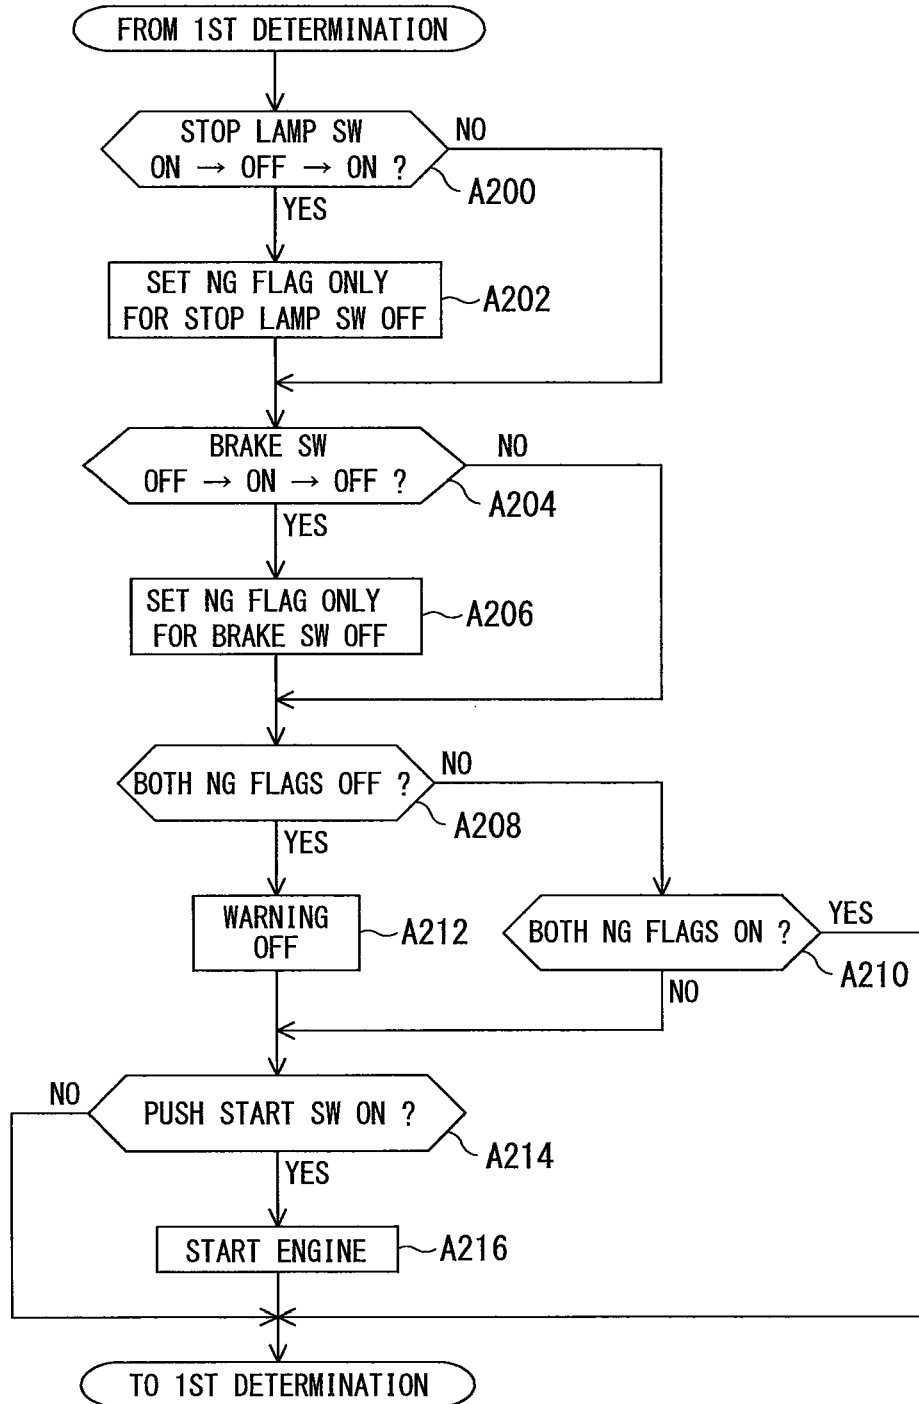 FROM 1ST DETERMINATION
STOP LAMP SW
ON → OFF → ON ?
NO
A200
YES
SET NG FLAG ONLY
FOR STOP LAMP SW OFF
A202
BRAKE SW
OFF → ON → OFF ?
NO
A204
YES
SET NG FLAG ONLY
FOR BRAKE SW OFF
A206
BOTH NG FLAGS OFF ?
NO
A208
YES
WARNING
OFF
A212
BOTH NG FLAGS ON ?
YES
A210
NO
PUSH START SW ON ?
NO
A214
YES
START ENGINE
A216
TO 1ST DETERMINATION